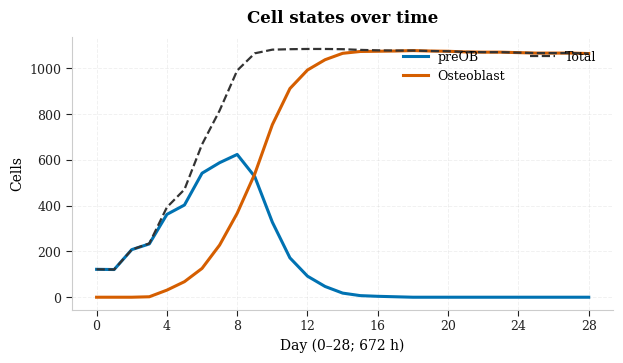 Cell states over time
Cells
1000
800
600
400
200
0
preOB
Osteoblast
Total
0 4 8 12 16 20 24 28
Day (0–28; 672 h)